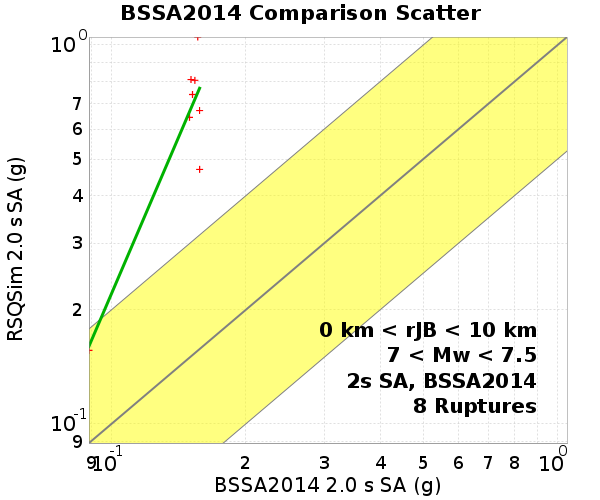 BSSA2014 Comparison Scatter
10^0
7
6
5
4
3
2
10^-1
9
RSQSim 2.0 s SA (g)
0 km < rJB < 10 km
7 < Mw < 7.5
2s SA, BSSA2014
8 Ruptures
9 10^-1 2 3 4 5 6 7 8 10^0
BSSA2014 2.0 s SA (g)